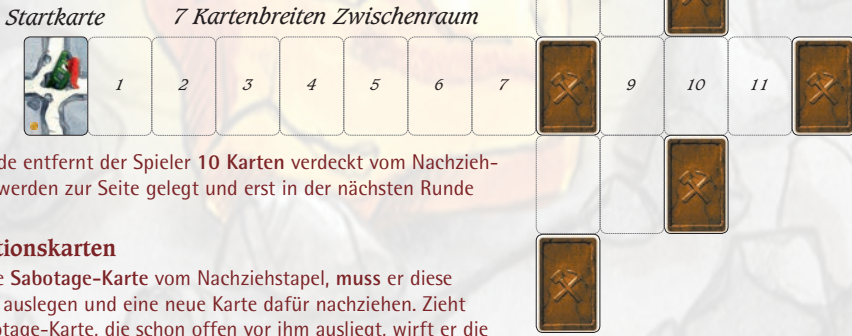 Startkarte 7 Kartenbreiten Zwischenraum
1 2 3 4 5 6 7 9 10 11
de entfernt der Spieler 10 Karten verdeckt vom Nachzieh-
werden zur Seite gelegt und erst in der nächsten Runde
tionskarten
e Sabotage-Karte vom Nachziehstapel, muss er diese
auslegen und eine neue Karte dafür nachziehen. Zieht
otage-Karte, die schon offen vor ihm ausliegt, wirft er die